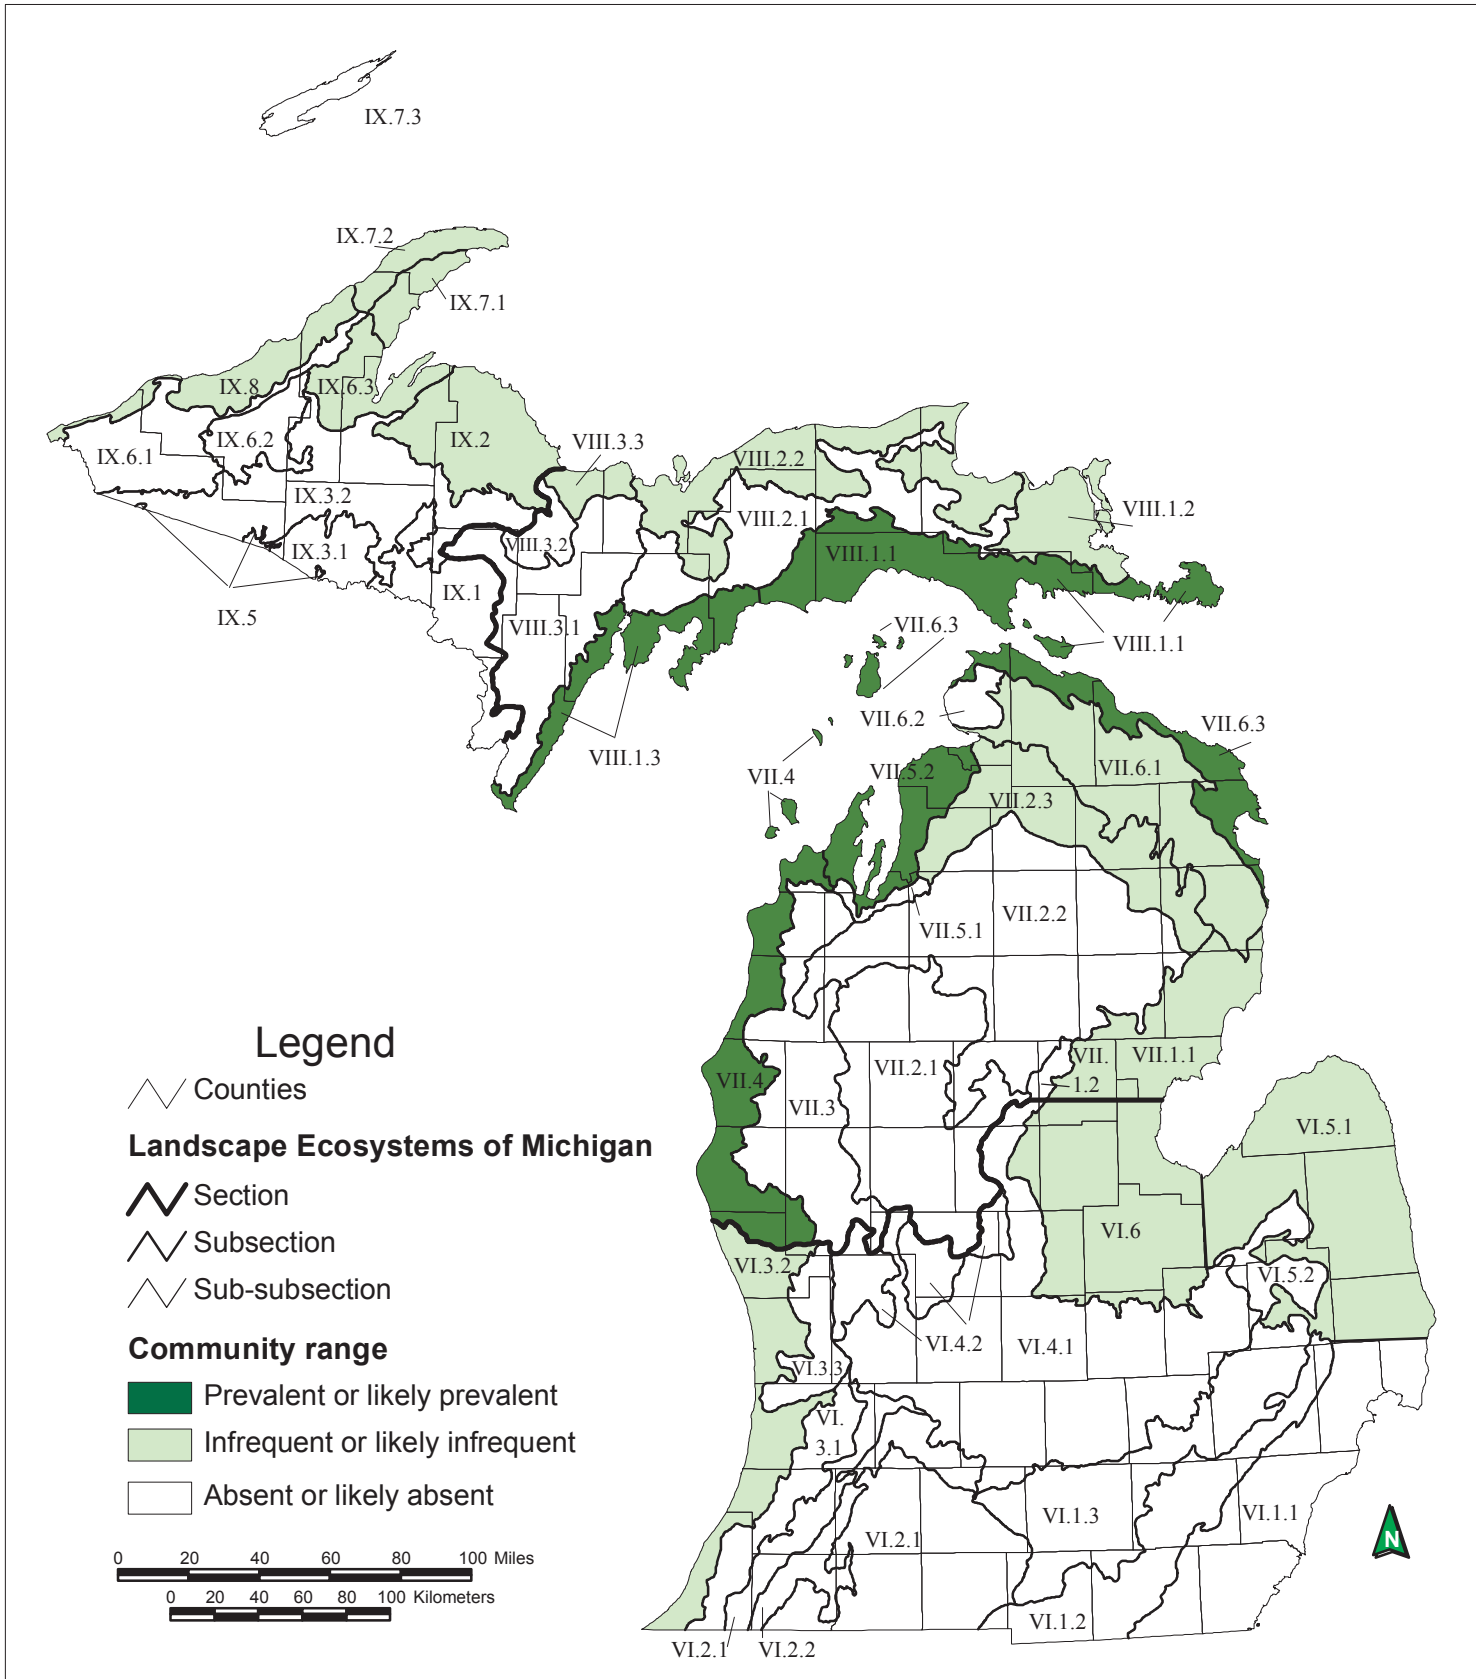 IX.7.3
IX.7.2
IX.7.1
IX.8
IX.6.3
IX.6.2
IX.2
IX.6.1
VIII.3.3
VIII.2.2
IX.3.2
VIII.1.2
VIII.2.1
IX.3.1
VIII.3.2
VIII.1.1
IX.1
IX.5
VIII.3.1
VII.6.3
VIII.1.1
VII.6.2
VII.6.3
VIII.1.3
VII.4
VII.5.2
VII.6.1
VII.2.3
VII.5.1
VII.2.2
VII.4
VII.3
VII.2.1
VII.
1.2
VII.1.1
VI.5.1
VI.6
VI.3.2
VI.5.2
VI.3.3
VI.4.2
VI.4.1
VI.
3.1
VI.2.1
VI.1.3
VI.1.1
VI.1.2
VI.2.1
VI.2.2
Legend
Counties
Landscape Ecosystems of Michigan
Section
Subsection
Sub-subsection
Community range
Prevalent or likely prevalent
Infrequent or likely infrequent
Absent or likely absent
0 20 40 60 80 100 Miles
0 20 40 60 80 100 Kilometers
N